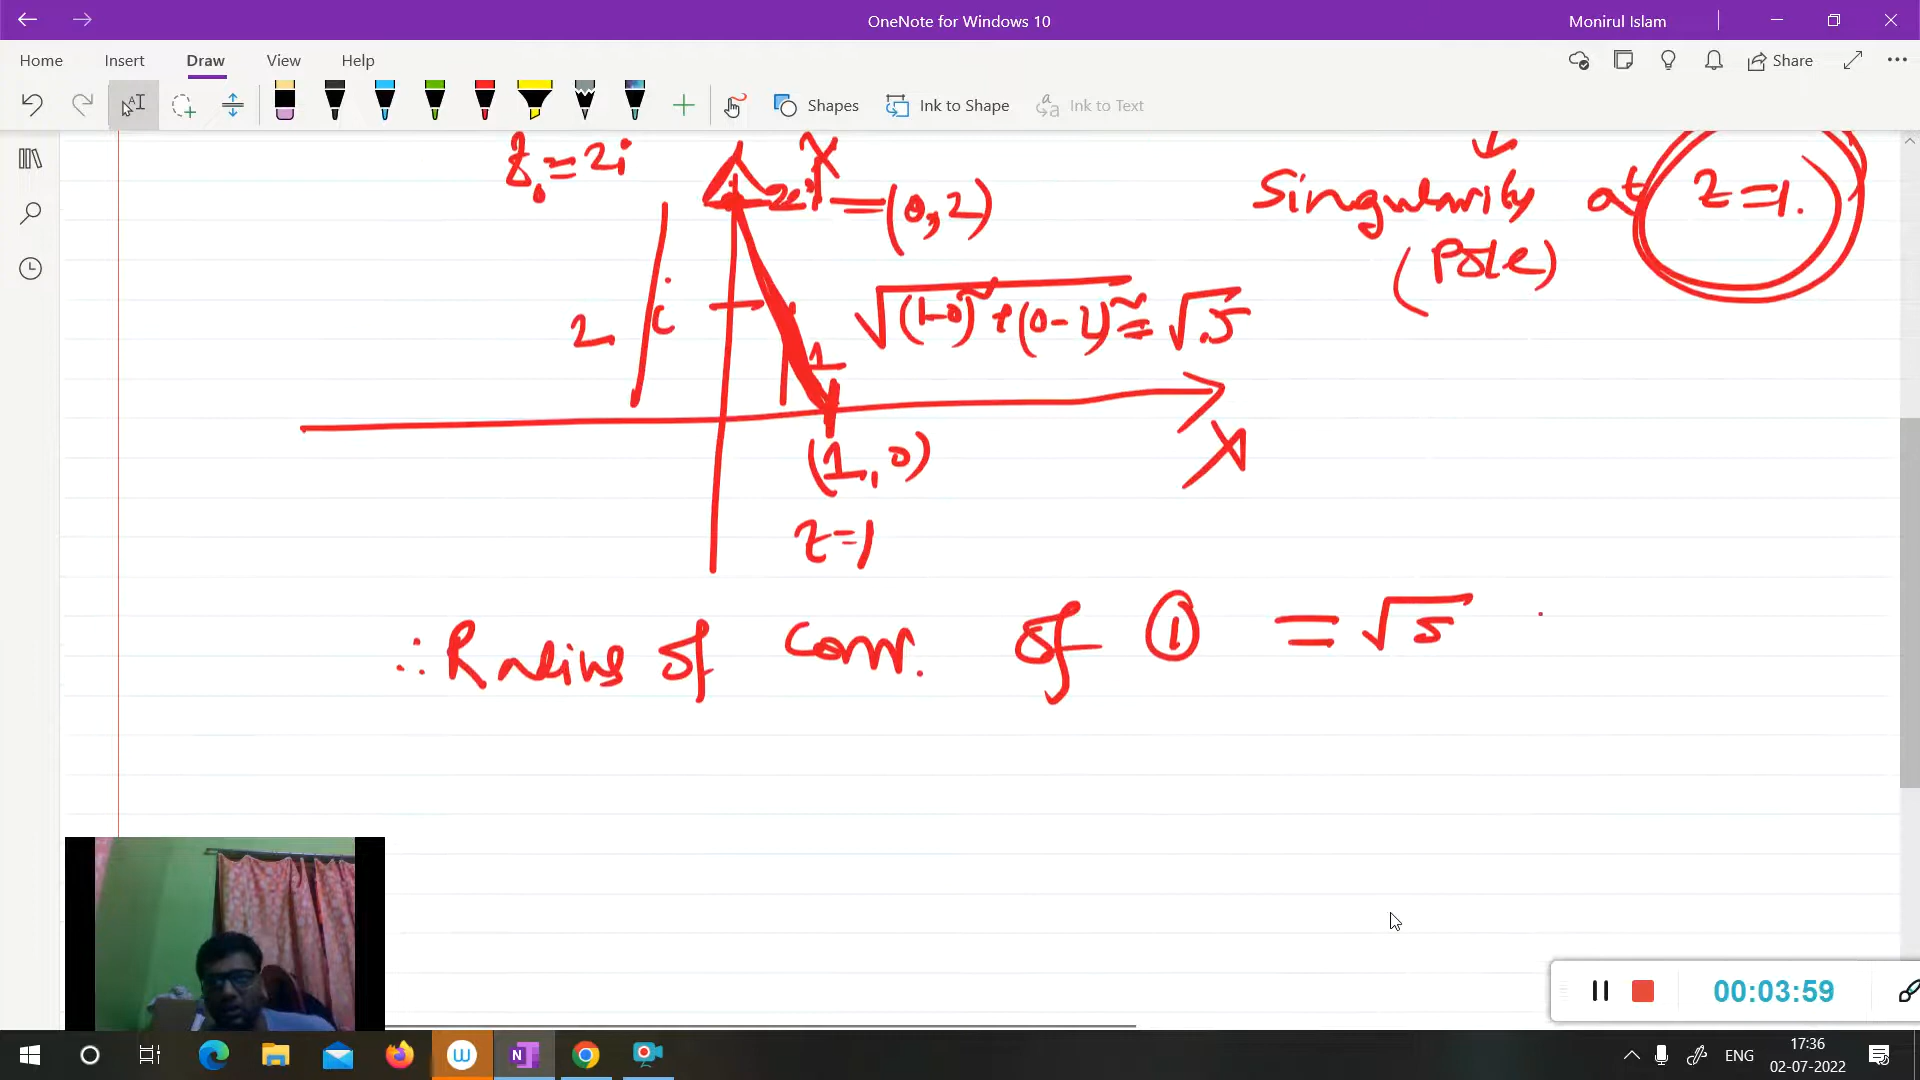 OneNote for Windows 10
Monirul Islam
Home Insert Draw View Help
Share
Shapes Ink to Shape Ink to Text
z₀ = 2i
2i = (0,2)
Singularity at z = 1.
(Pole)
2 i
√(1-0)² + (0-2)² = √5
1
(1, 0)
X
z = 1
∴ Radius of conv. of ① = √5
00:03:59
ENG
17:36
02-07-2022